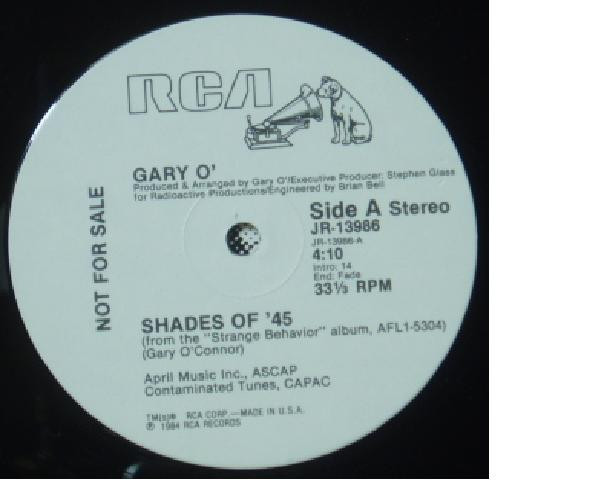 RCA
GARY O'
Produced & Arranged by Gary O'/Executive Producer: Stephen Glass
for Radioactive Productions/Engineered by Brian Bell
NOT FOR SALE
Side A Stereo
JR-13986
JR-13986-A
4:10
Intro: 14
End: Fade
33⅓ RPM
SHADES OF '45
(from the "Strange Behavior" album, AFL1-5304)
(Gary O'Connor)
April Music Inc., ASCAP
Contaminated Tunes, CAPAC
RCA CORP.—MADE IN U.S.A.
℗ 1984 RCA RECORDS